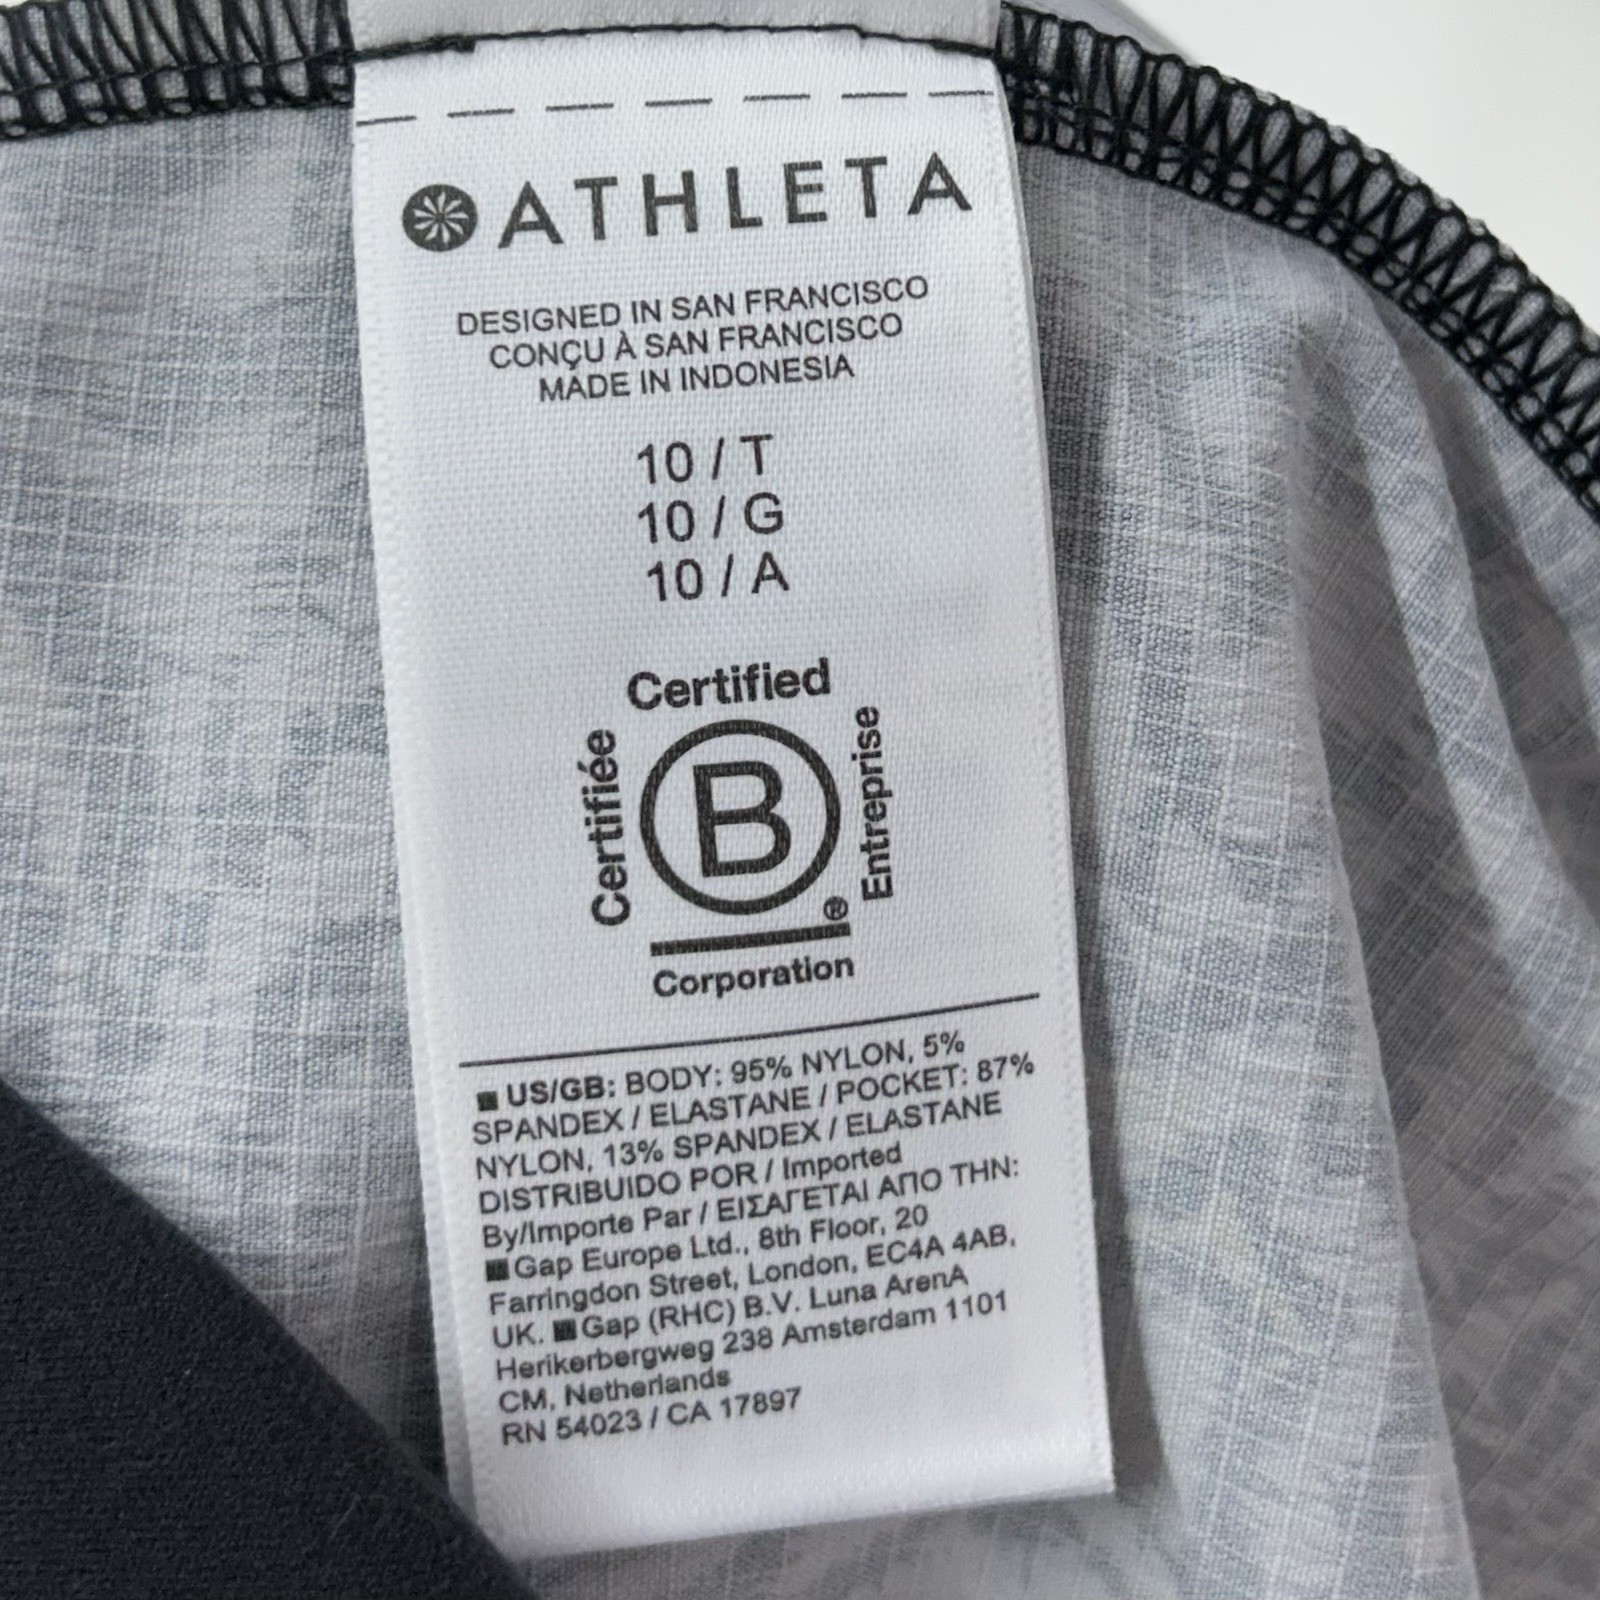 ATHLETA
DESIGNED IN SAN FRANCISCO
CONÇU À SAN FRANCISCO
MADE IN INDONESIA
10 / T
10 / G
10 / A
Certified
Certifiée
B
Entreprise
®
Corporation
US/GB: BODY: 95% NYLON, 5%
SPANDEX / ELASTANE / POCKET: 87%
NYLON, 13% SPANDEX / ELASTANE
DISTRIBUIDO POR / Imported
By/Importe Par / ΕΙΣΑΓΕΤΑΙ ΑΠΟ ΤΗΝ:
Gap Europe Ltd., 8th Floor, 20
Farringdon Street, London, EC4A 4AB,
UK. Gap (RHC) B.V. Luna ArenA
Herikerbergweg 238 Amsterdam 1101
CM, Netherlands
RN 54023 / CA 17897